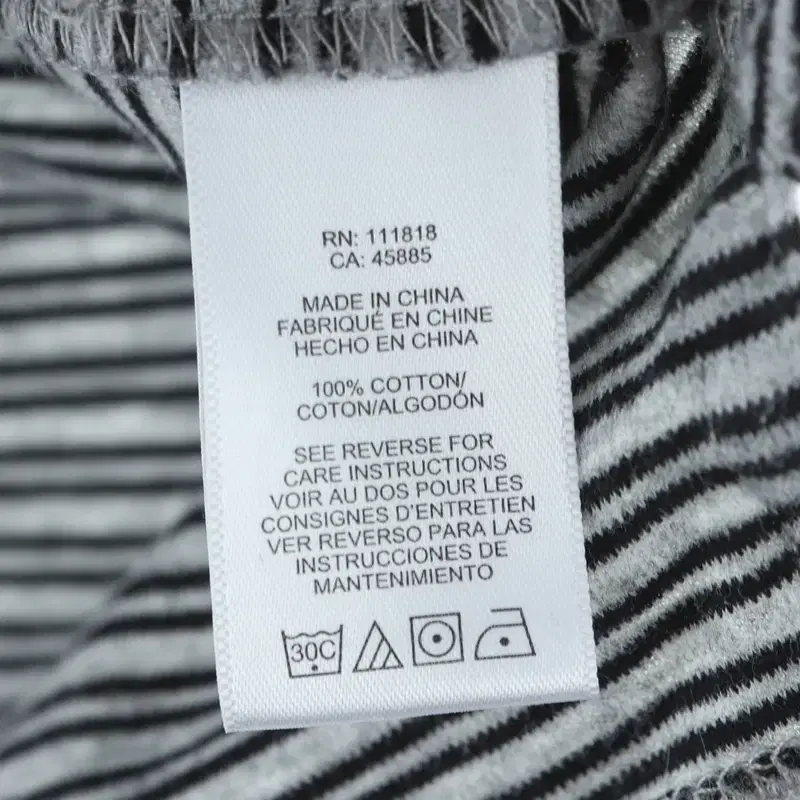 RN: 111818
CA: 45885
MADE IN CHINA
FABRIQUÉ EN CHINE
HECHO EN CHINA
100% COTTON/
COTON/ALGODÓN
SEE REVERSE FOR
CARE INSTRUCTIONS
VOIR AU DOS POUR LES
CONSIGNES D'ENTRETIEN
VER REVERSO PARA LAS
INSTRUCCIONES DE
MANTENIMIENTO
30C